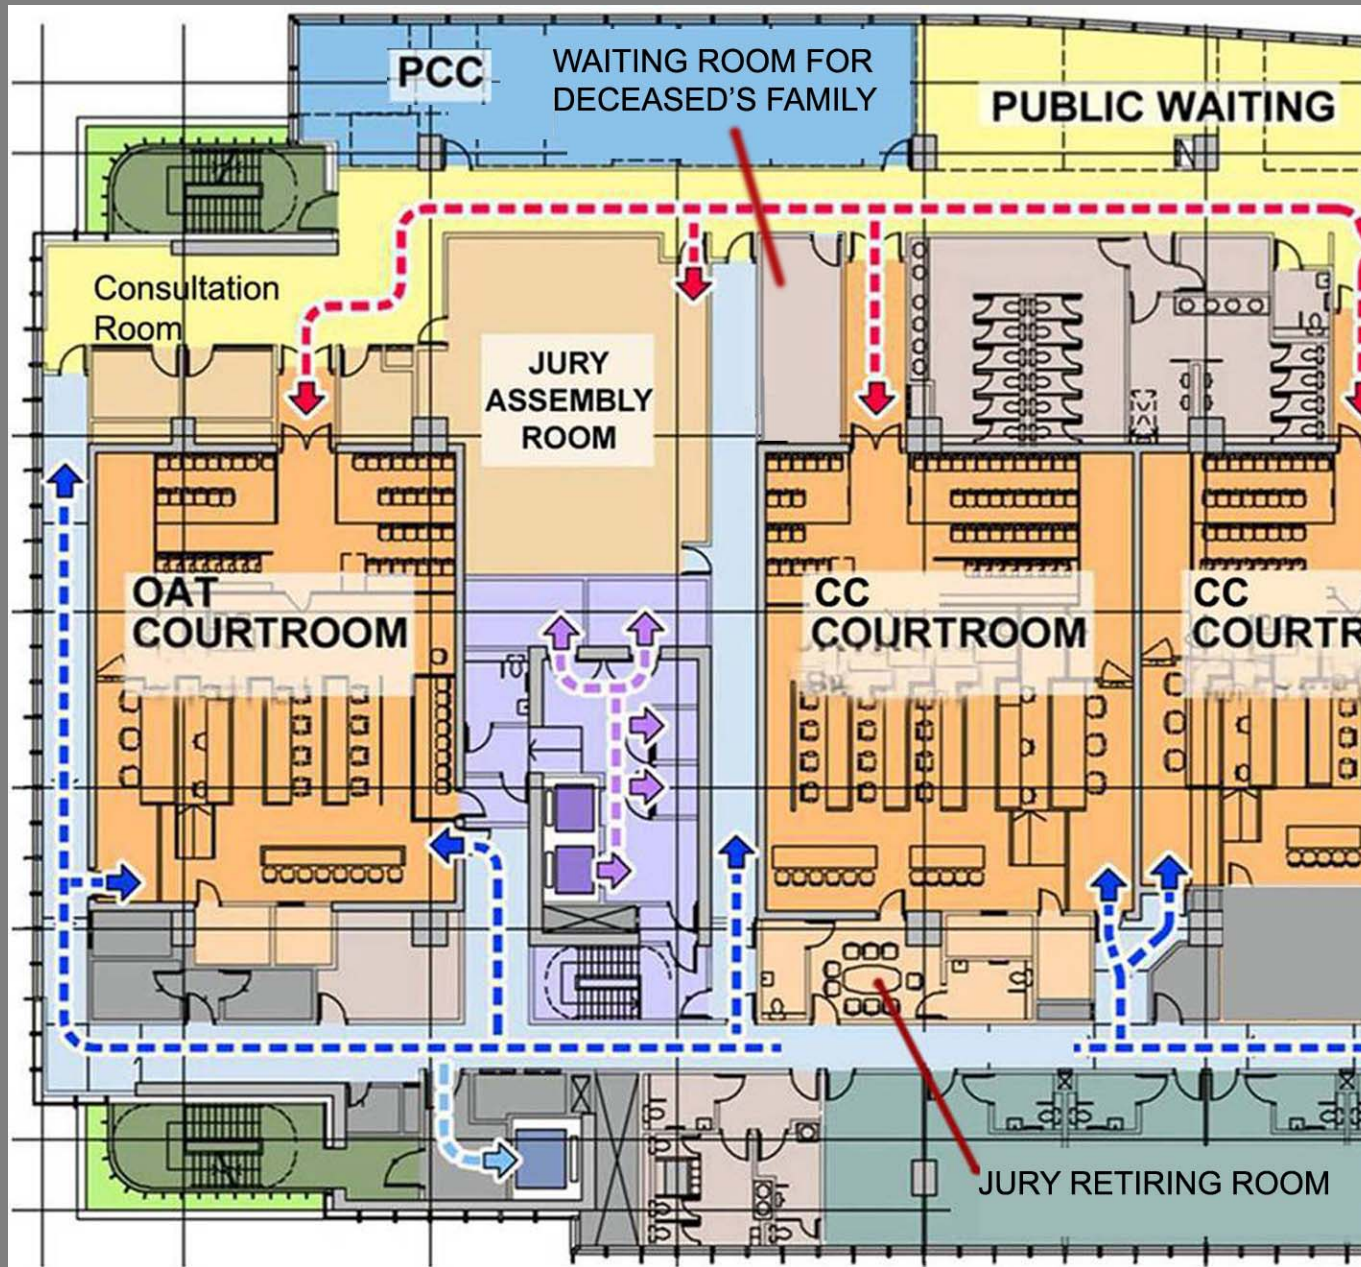 PCC
WAITING ROOM FOR
DECEASED'S FAMILY
PUBLIC WAITING
Consultation
Room
JURY
ASSEMBLY
ROOM
OAT
COURTROOM
CC
COURTROOM
CC
COURTR
JURY RETIRING ROOM